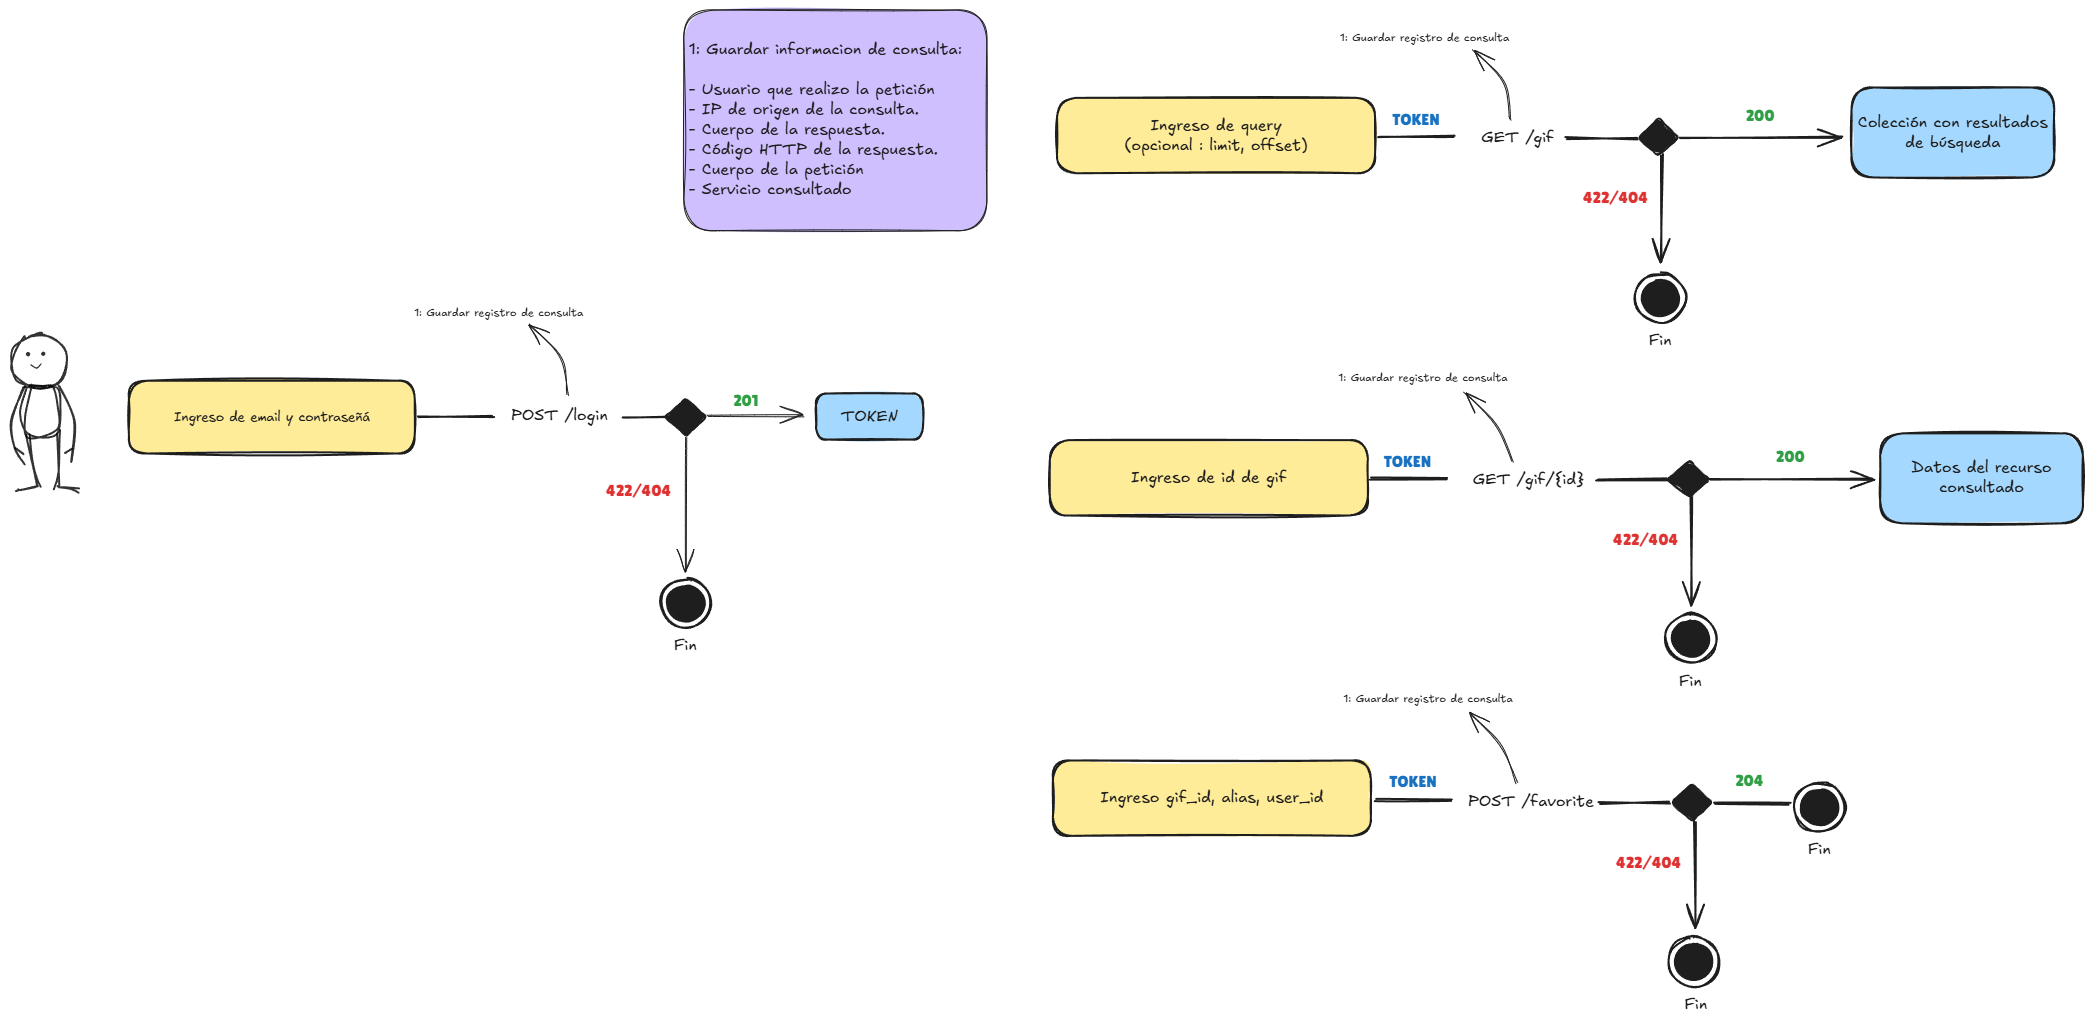 1: Guardar informacion de consulta:
- Usuario que realizo la petición
- IP de origen de la consulta.
- Cuerpo de la respuesta.
- Código HTTP de la respuesta.
- Cuerpo de la petición
- Servicio consultado
1: Guardar registro de consulta
Ingreso de email y contraseñá
POST /login
201
TOKEN
422/404
Fin
1: Guardar registro de consulta
Ingreso de query
(opcional : limit, offset)
TOKEN
GET /gif
200
Colección con resultados
de búsqueda
422/404
Fin
1: Guardar registro de consulta
Ingreso de id de gif
TOKEN
GET /gif/{id}
200
Datos del recurso
consultado
422/404
Fin
1: Guardar registro de consulta
Ingreso gif_id, alias, user_id
TOKEN
POST /favorite
204
Fin
422/404
Fin